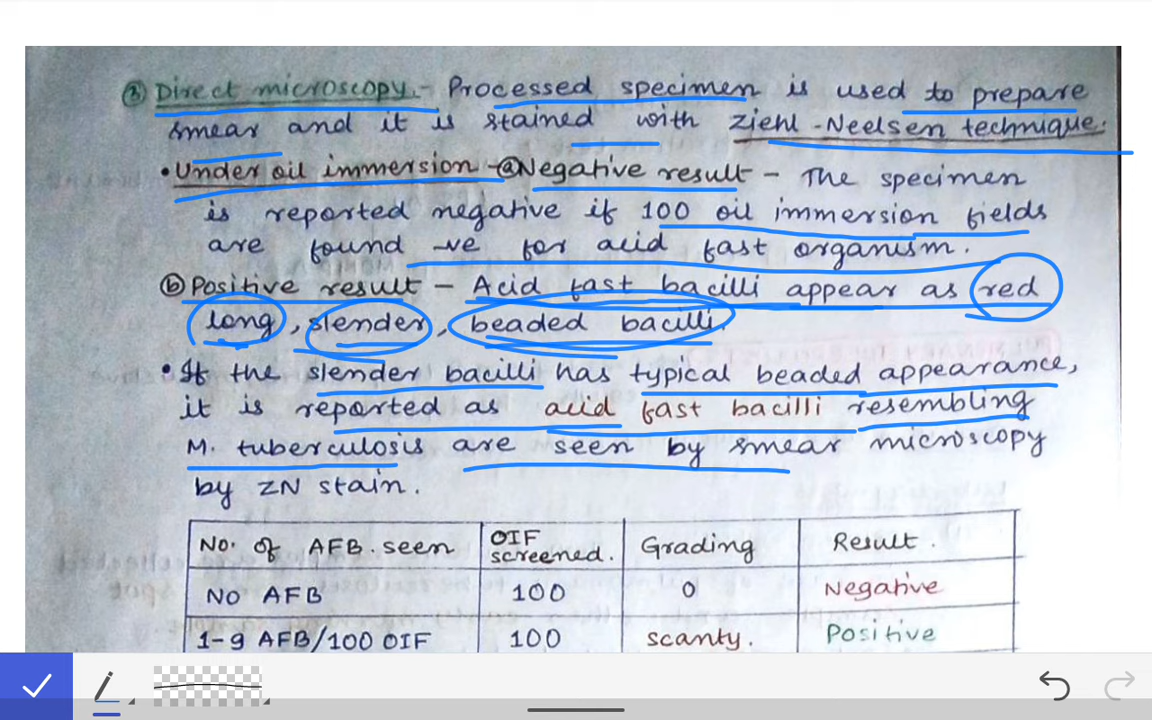 ② Direct microscopy.- Processed specimen is used to prepare
smear and it is stained with Ziehl-Neelsen technique.
• Under oil immersion - ⓐ Negative result - The specimen
is reported negative if 100 oil immersion fields
are found -ve for acid fast organism.
ⓑ Positive result - Acid fast bacilli appear as red
long, slender, beaded bacilli.
• If the slender bacilli has typical beaded appearance,
it is reported as acid fast bacilli resembling
M. tuberculosis are seen by smear microscopy
by ZN stain.
No. of AFB. seen OIF screened. Grading Result.
NO AFB 100 0 Negative
1-9 AFB/100 OIF 100 scanty. Positive